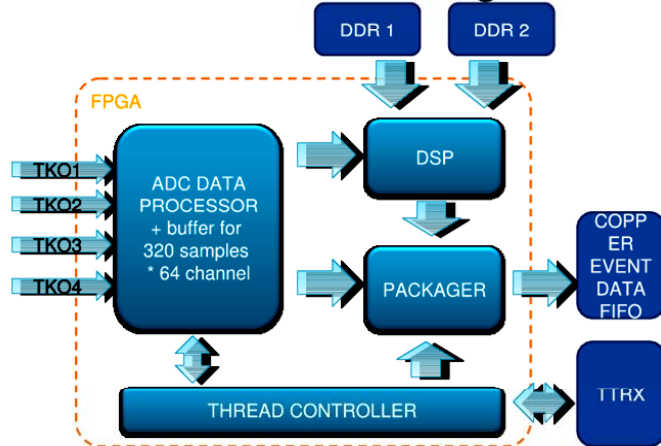 DDR 1
DDR 2
FPGA
TKO1
TKO2
TKO3
TKO4
ADC DATA
PROCESSOR
+ buffer for
320 samples
* 64 channel
DSP
PACKAGER
COPP
ER
EVENT
DATA
FIFO
THREAD CONTROLLER
TTRX